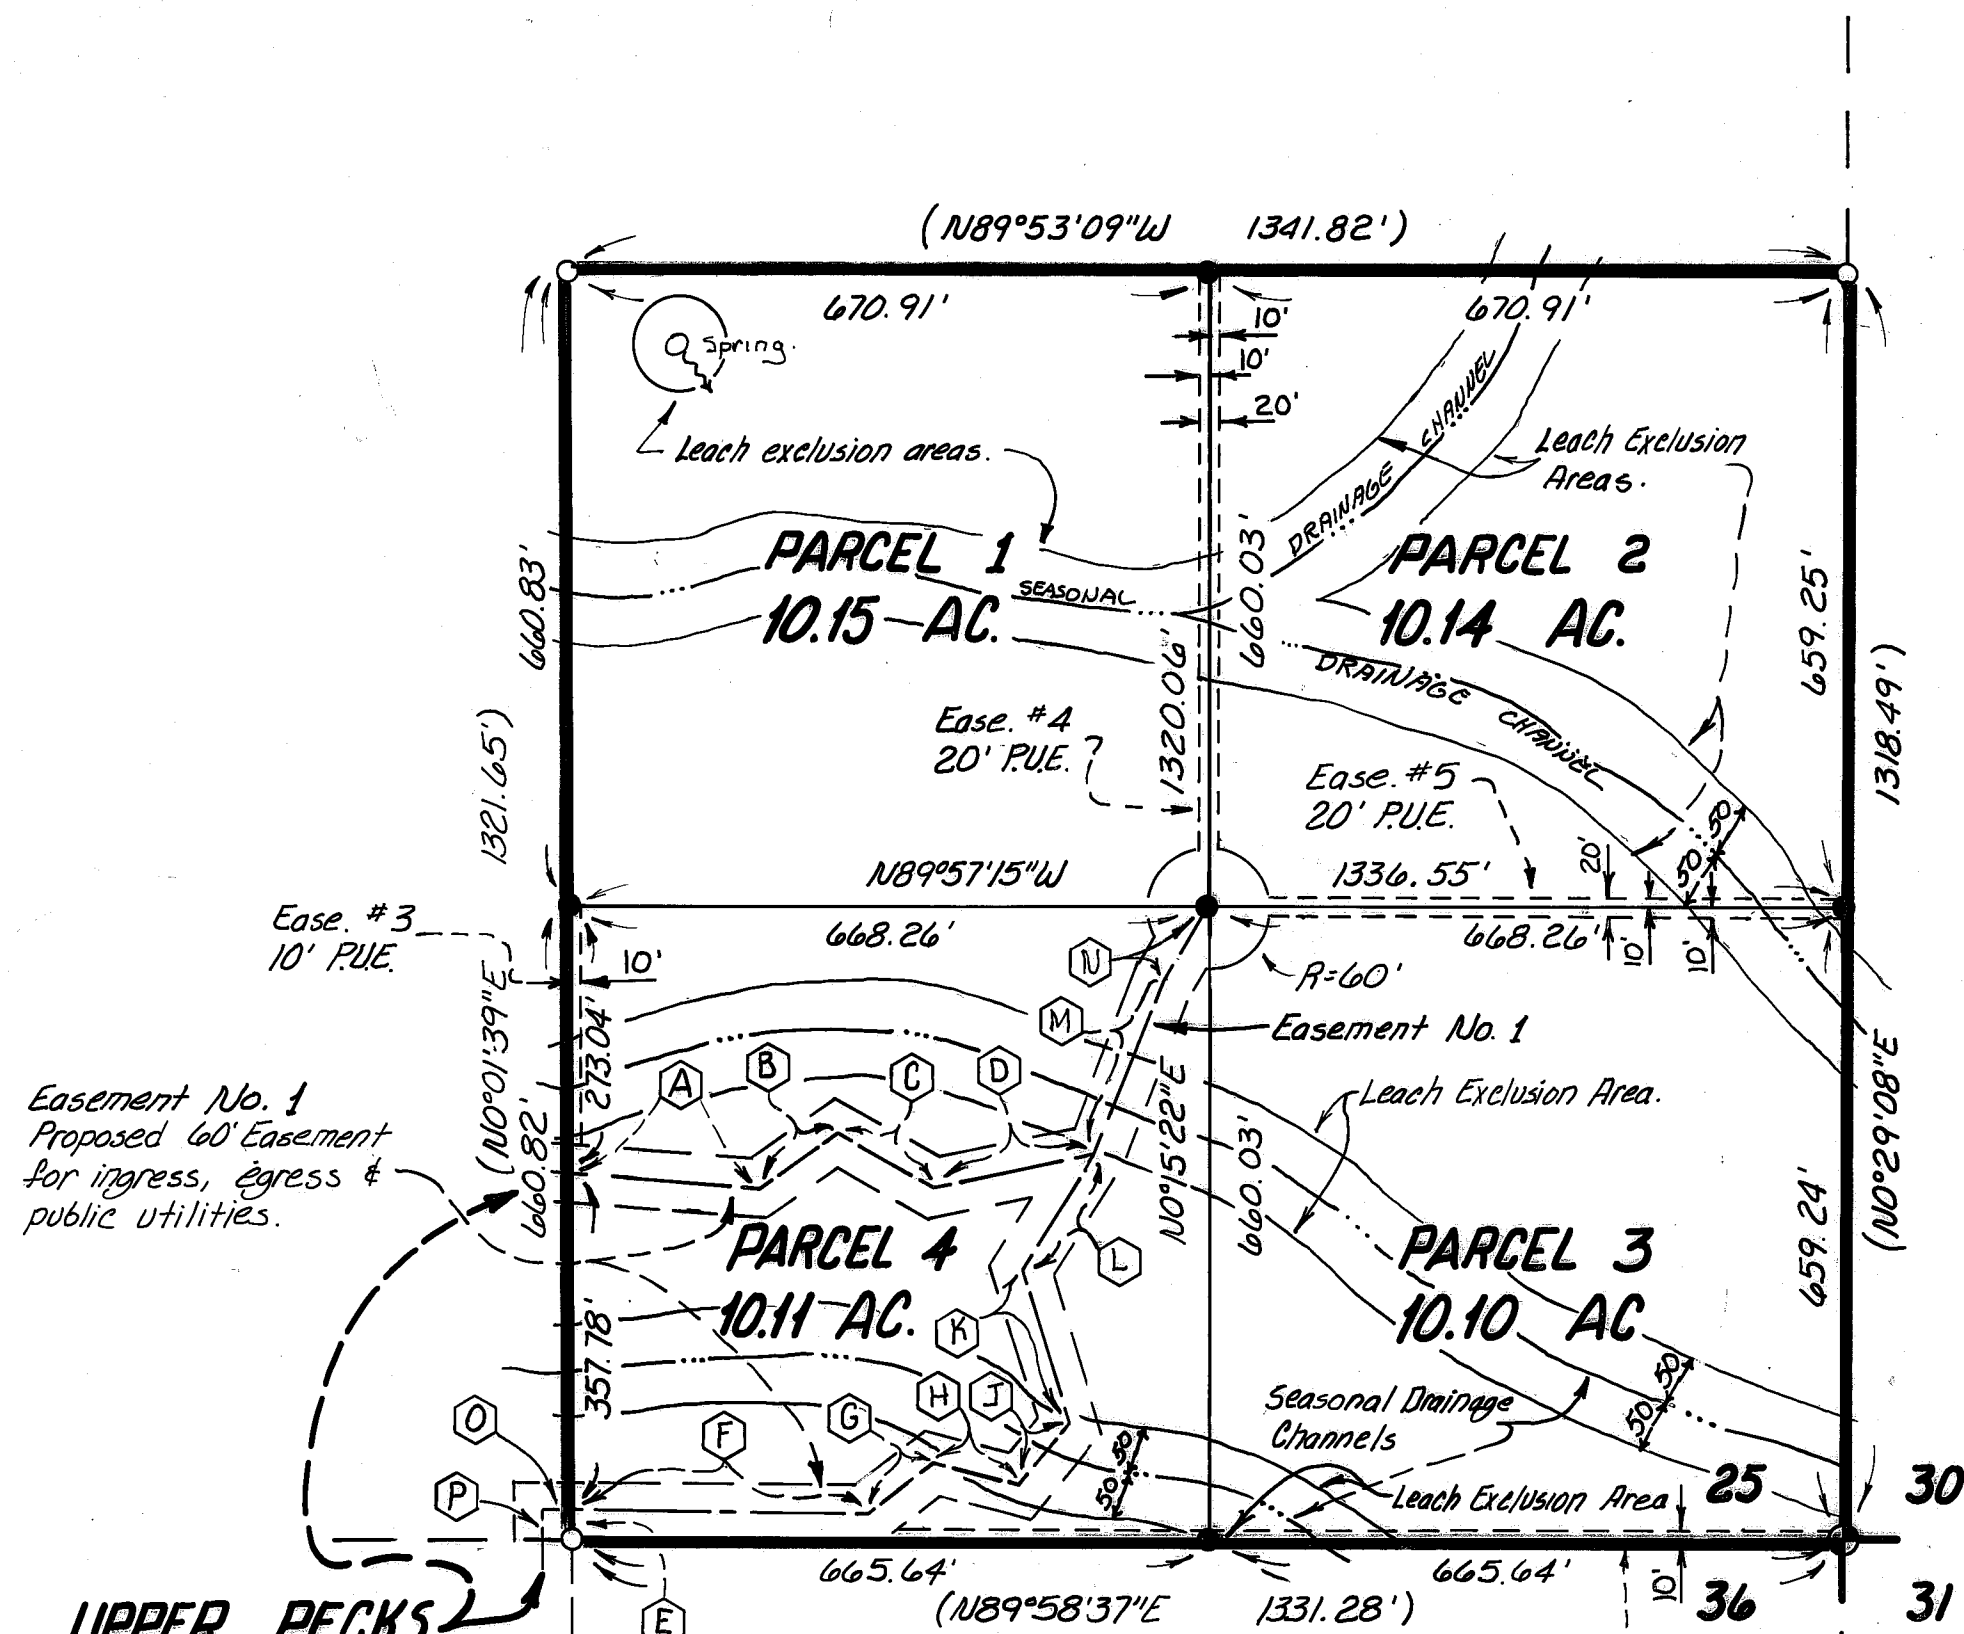 (N89°53'09"W 1341.82')
670.91'
670.91'
10'
10'
20'
Spring.
Leach exclusion areas.
CHANNEL
DRAINAGE
Leach Exclusion
Areas.
PARCEL 1
10.15 AC.
SEASONAL
PARCEL 2
10.14 AC.
660.83'
660.03'
659.25'
1320.06'
DRAINAGE CHANNEL
1321.65')
1318.49')
Ease. #4
20' P.U.E.
Ease. #5
20' P.U.E.
20'
50
50
N89°57'15"W
1336.55'
668.26'
668.26'
10'
10'
Ease. #3
10' P.U.E.
10'
N
R=60'
M
Easement No. 1
(N0°01'39"E
273.04'
A
B
C
D
N0°15'22"E
(N0°29'08"E
Leach Exclusion Area.
Easement No. 1
Proposed 60' Easement
for ingress, egress &
public utilities.
660.82'
660.03'
659.24'
L
PARCEL 4
10.11 AC.
PARCEL 3
10.10 AC
357.78'
K
H
J
G
F
O
P
50
50
50
50
Seasonal Drainage
Channels
Leach Exclusion Area
25
30
665.64'
665.64'
10'
36
31
(N89°58'37"E 1331.28')
E
UPPER PECKS